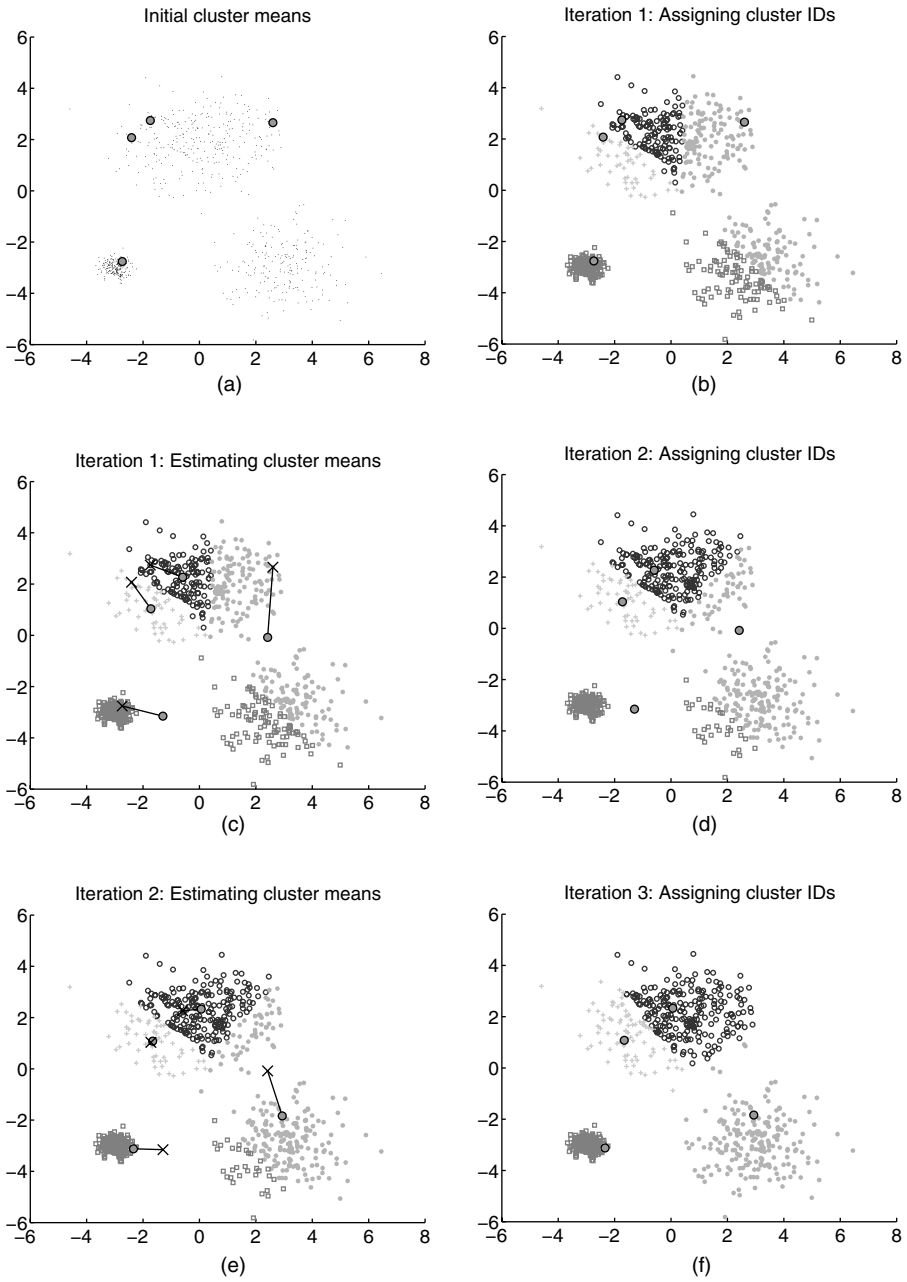 Initial cluster means
6
4
2
0
−2
−4
−6
−6 −4 −2 0 2 4 6 8
(a)
Iteration 1: Assigning cluster IDs
6
4
2
0
−2
−4
−6
−6 −4 −2 0 2 4 6 8
(b)
Iteration 1: Estimating cluster means
6
4
2
0
−2
−4
−6
−6 −4 −2 0 2 4 6 8
(c)
Iteration 2: Assigning cluster IDs
6
4
2
0
−2
−4
−6
−6 −4 −2 0 2 4 6 8
(d)
Iteration 2: Estimating cluster means
6
4
2
0
−2
−4
−6
−6 −4 −2 0 2 4 6 8
(e)
Iteration 3: Assigning cluster IDs
6
4
2
0
−2
−4
−6
−6 −4 −2 0 2 4 6 8
(f)